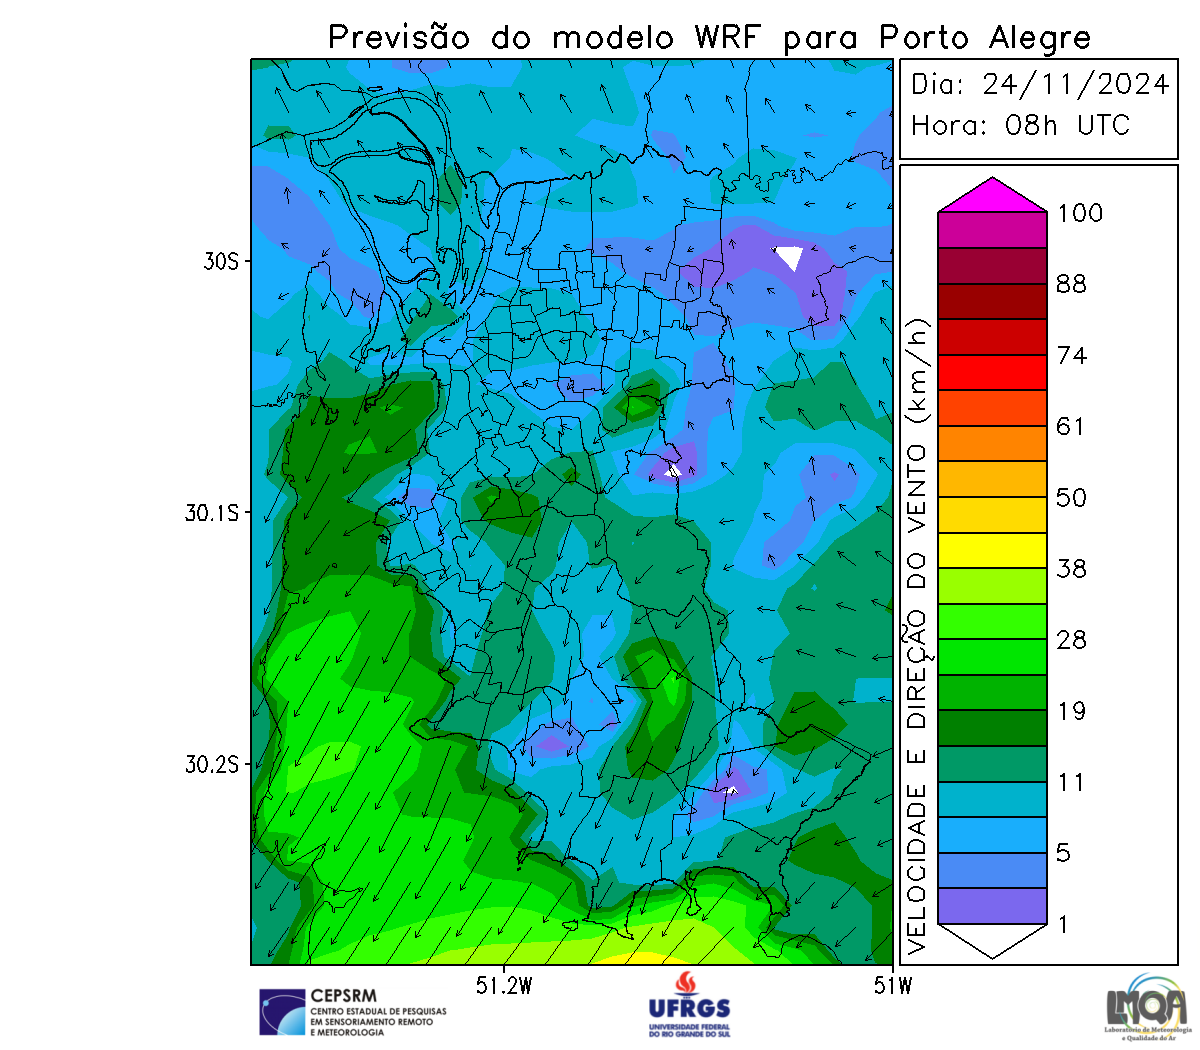 Previsão do modelo WRF para Porto Alegre
Dia: 24/11/2024
Hora: 08h UTC
30S
30.1S
30.2S
51.2W
51W
VELOCIDADE E DIREÇÃO DO VENTO (km/h)
100
88
74
61
50
38
28
19
11
5
1
CEPSRM
CENTRO ESTADUAL DE PESQUISAS
EM SENSORIAMENTO REMOTO
E METEOROLOGIA
UFRGS
UNIVERSIDADE FEDERAL
DO RIO GRANDE DO SUL
LMQA
Laboratório de Meteorologia
e Qualidade do Ar